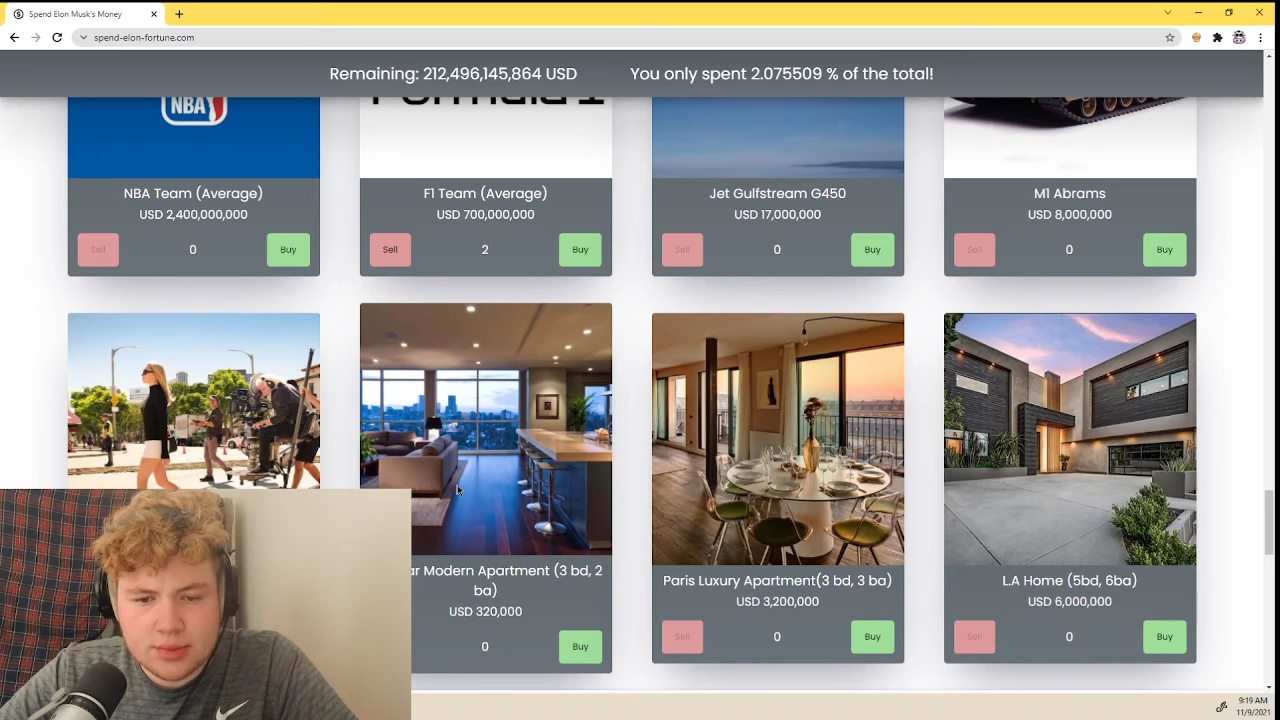 Spend Elon Musk's Money
spend-elon-fortune.com
Remaining: 212,496,145,864 USD
You only spent 2.075509 % of the total!
NBA
NBA Team (Average)
USD 2,400,000,000
Sell 0 Buy
F1 Team (Average)
USD 700,000,000
Sell 2 Buy
Jet Gulfstream G450
USD 17,000,000
Sell 0 Buy
M1 Abrams
USD 8,000,000
Sell 0 Buy
Modern Apartment (3 bd, 2
ba)
USD 320,000
0 Buy
Paris Luxury Apartment(3 bd, 3 ba)
USD 3,200,000
Sell 0 Buy
L.A Home (5bd, 6ba)
USD 6,000,000
Sell 0 Buy
9:19 AM
11/9/2021